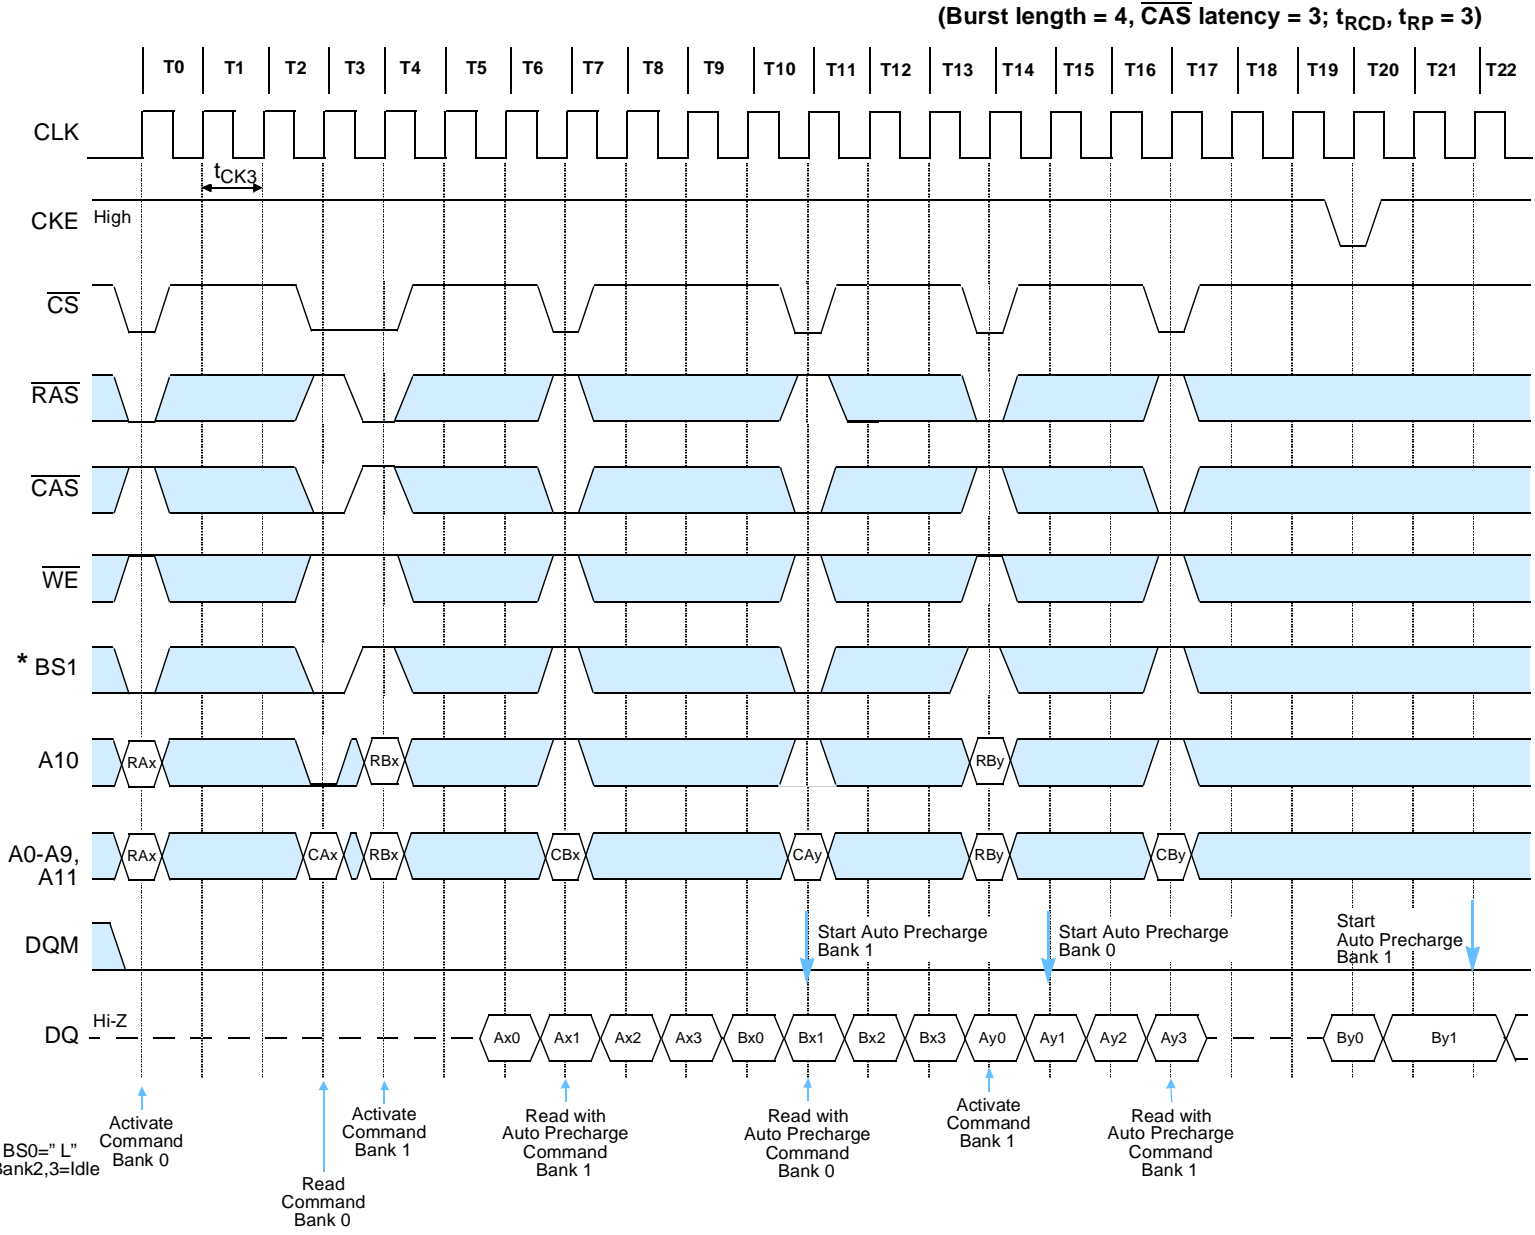 (Burst length = 4, CAS latency = 3; tRCD, tRP = 3)
T0 T1 T2 T3 T4 T5 T6 T7 T8 T9 T10 T11 T12 T13 T14 T15 T16 T17 T18 T19 T20 T21 T22
CLK
tCK3
CKE High
CS
RAS
CAS
WE
* BS1
A10 RAx RBx RBy
A0-A9,
A11
RAx CAx RBx CBx CAy RBy CBy
DQM
Start Auto Precharge
Bank 1
Start Auto Precharge
Bank 0
Start
Auto Precharge
Bank 1
DQ Hi-Z Ax0 Ax1 Ax2 Ax3 Bx0 Bx1 Bx2 Bx3 Ay0 Ay1 Ay2 Ay3 By0 By1
BS0=" L"
Bank2,3=Idle
Activate
Command
Bank 0
Read
Command
Bank 0
Activate
Command
Bank 1
Read with
Auto Precharge
Command
Bank 1
Read with
Auto Precharge
Command
Bank 0
Activate
Command
Bank 1
Read with
Auto Precharge
Command
Bank 1